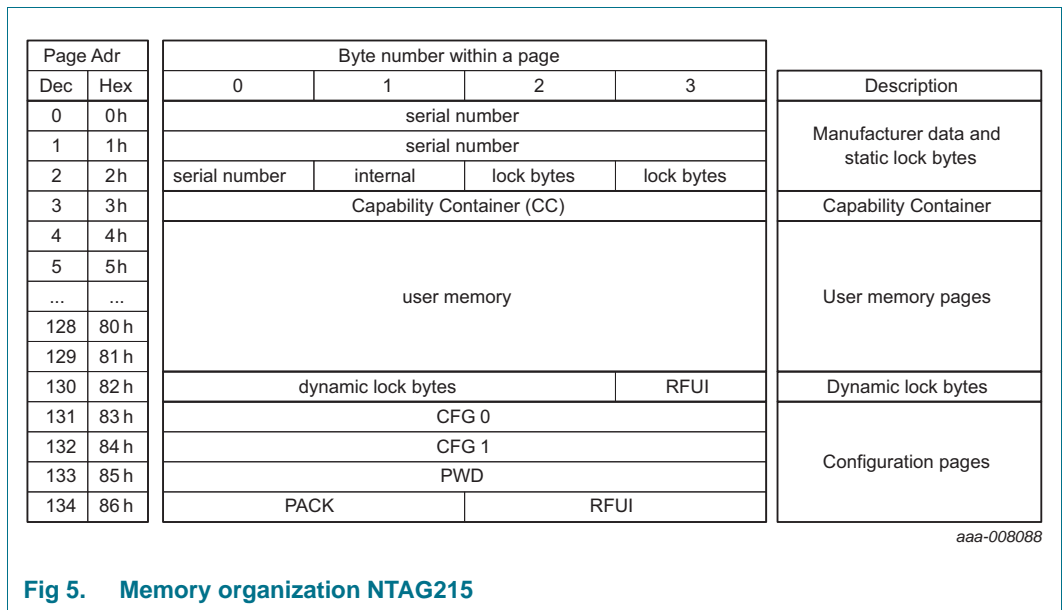 Page Adr Byte number within a page
Dec Hex 0 1 2 3 Description
0 0h serial number Manufacturer data and
1 1h serial number static lock bytes
2 2h serial number internal lock bytes lock bytes
3 3h Capability Container (CC) Capability Container
4 4h
5 5h
... ... user memory User memory pages
128 80h
129 81h
130 82h dynamic lock bytes RFUI Dynamic lock bytes
131 83h CFG 0
132 84h CFG 1
Configuration pages
133 85h PWD
134 86h PACK RFUI
aaa-008088
Fig 5. Memory organization NTAG215